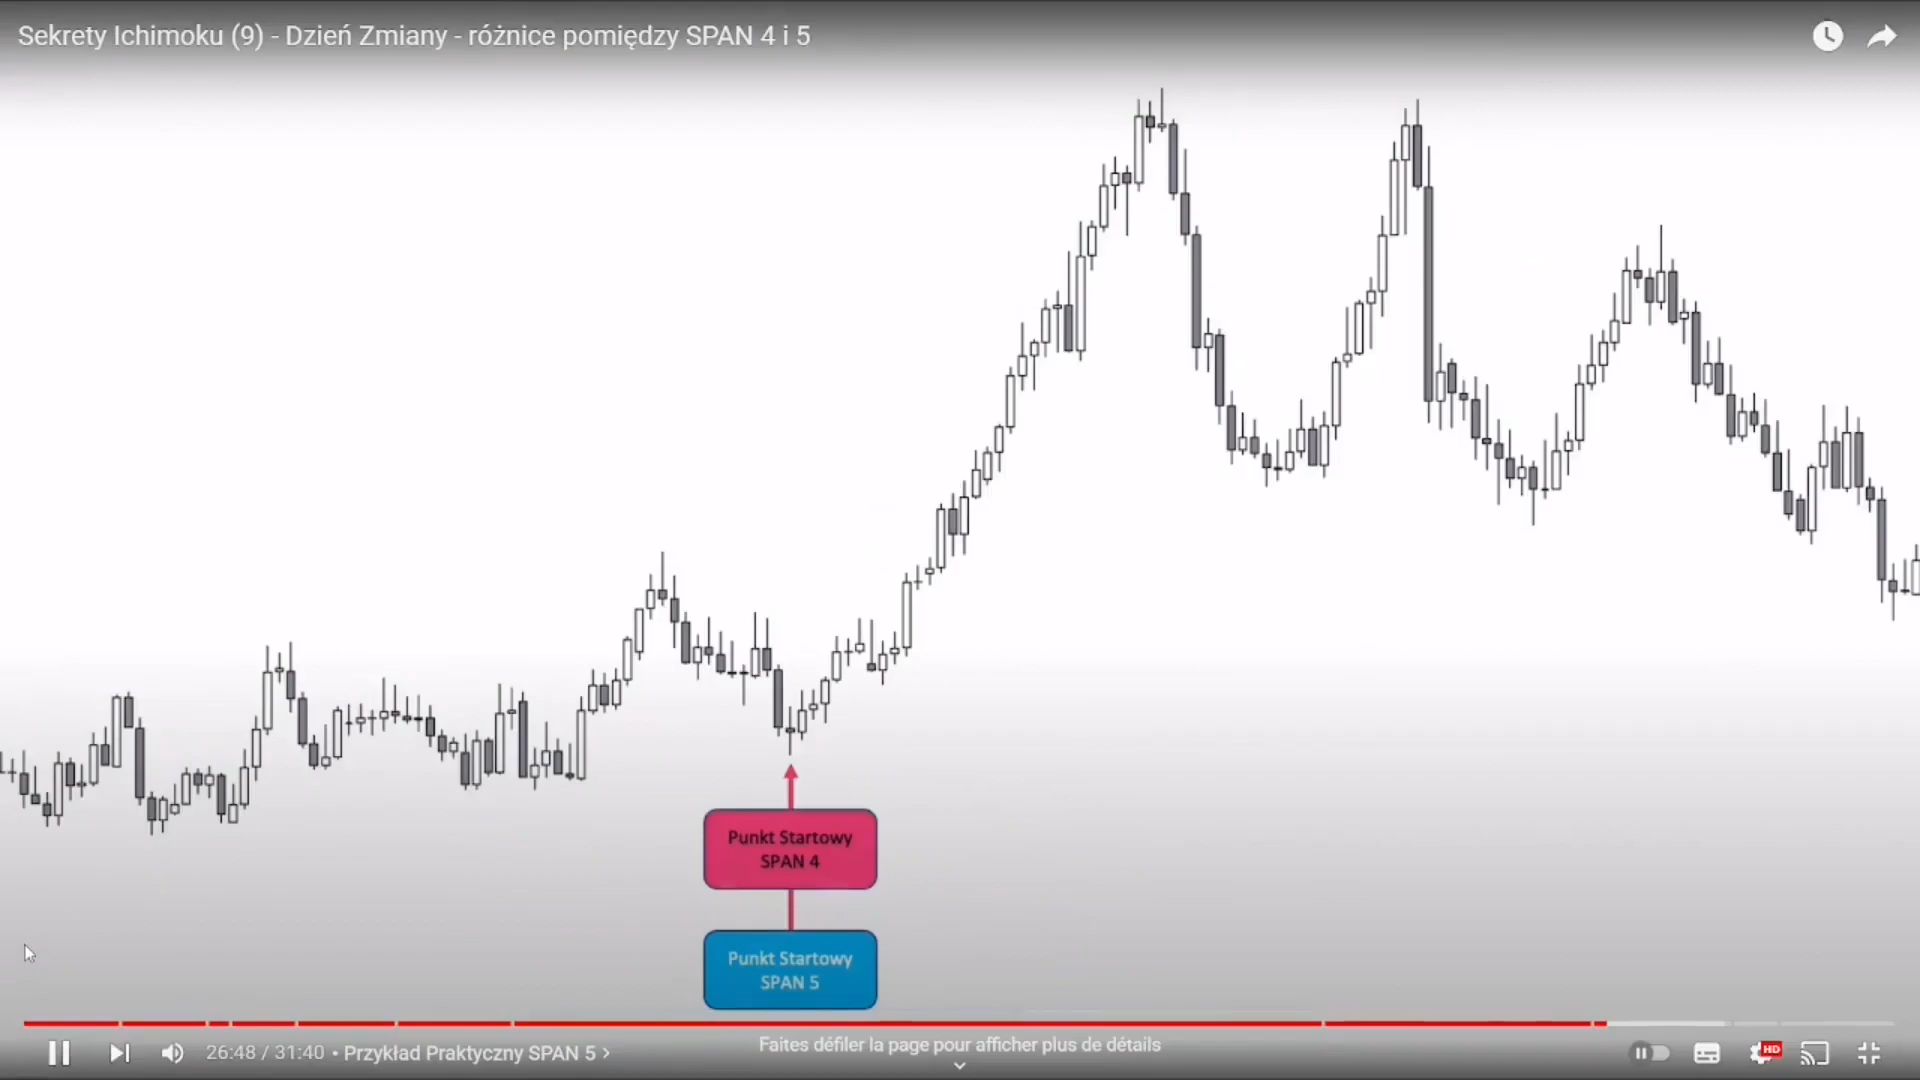 Sekrety Ichimoku (9) - Dzień Zmiany - różnice pomiędzy SPAN 4 i 5
Punkt Startowy
SPAN 4
Punkt Startowy
SPAN 5
26:48 / 31:40 • Przykład Praktyczny SPAN 5
Faites défiler la page pour afficher plus de détails
HD